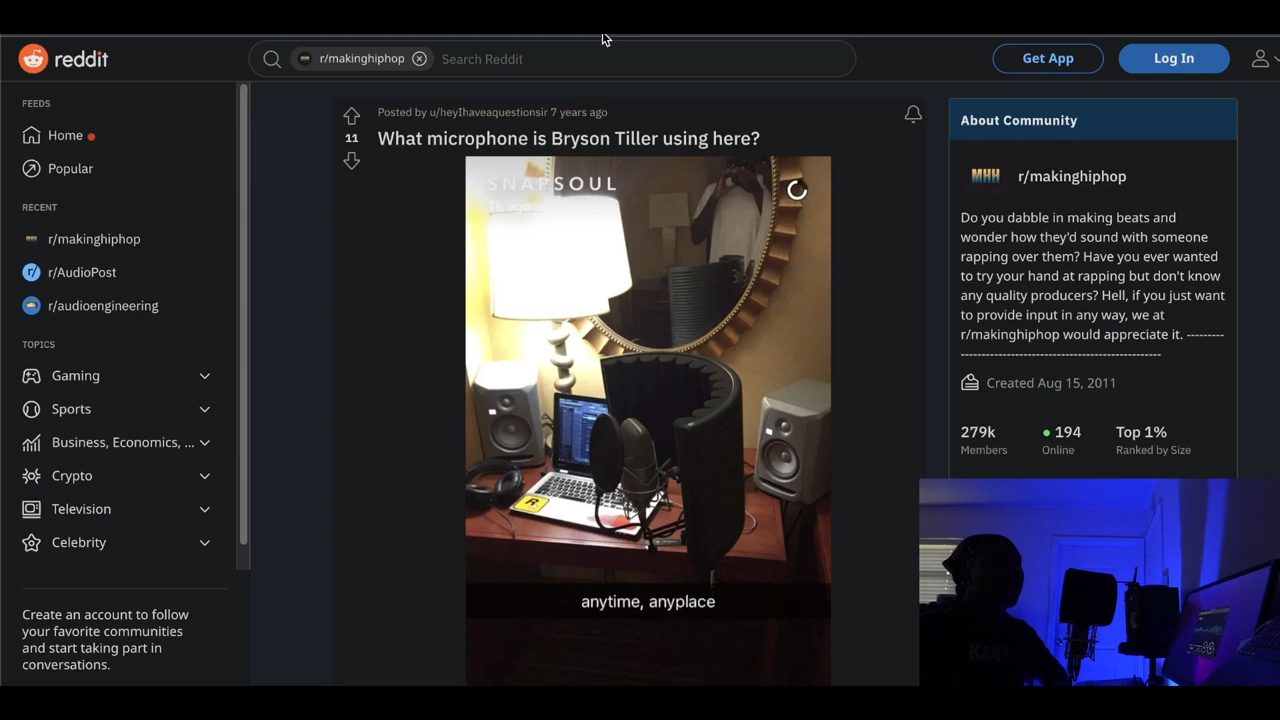 reddit
r/makinghiphop
Search Reddit
Get App
Log In
FEEDS
Home
Popular
RECENT
r/makinghiphop
r/AudioPost
r/audioengineering
TOPICS
Gaming
Sports
Business, Economics, ...
Crypto
Television
Celebrity
Create an account to follow
your favorite communities
and start taking part in
conversations.
11
Posted by u/heyIhaveaquestionsir 7 years ago
What microphone is Bryson Tiller using here?
SNAPSOUL
1h ago
R
anytime, anyplace
About Community
MHH
r/makinghiphop
Do you dabble in making beats and
wonder how they'd sound with someone
rapping over them? Have you ever wanted
to try your hand at rapping but don't know
any quality producers? Hell, if you just want
to provide input in any way, we at
r/makinghiphop would appreciate it. ---------
-----------------------------------------------
Created Aug 15, 2011
279k
Members
194
Online
Top 1%
Ranked by Size